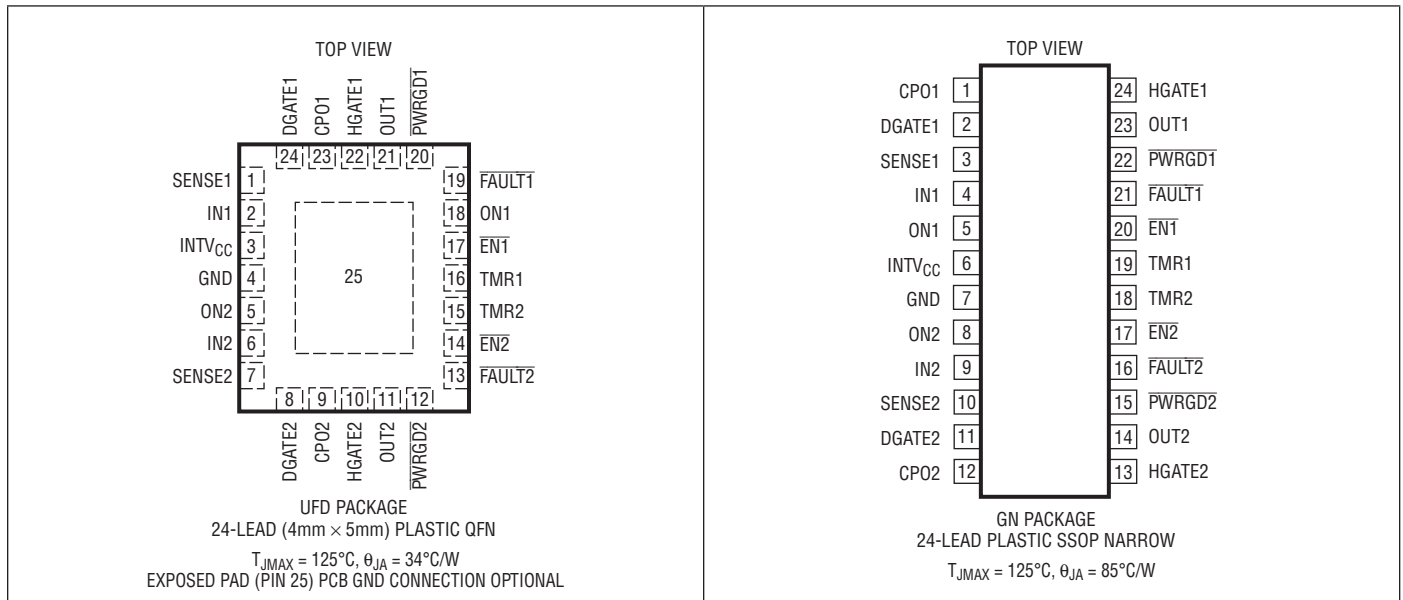 TOP VIEW
DGATE1
CPO1
HGATE1
OUT1
PWRGD1
24 23 22 21 20
SENSE1 1
IN1 2
INTVCC 3
GND 4
ON2 5
IN2 6
SENSE2 7
25
19 FAULT1
18 ON1
17 EN1
16 TMR1
15 TMR2
14 EN2
13 FAULT2
8 9 10 11 12
DGATE2
CPO2
HGATE2
OUT2
PWRGD2
UFD PACKAGE
24-LEAD (4mm × 5mm) PLASTIC QFN
TJMAX = 125°C, θJA = 34°C/W
EXPOSED PAD (PIN 25) PCB GND CONNECTION OPTIONAL
TOP VIEW
CPO1 1
DGATE1 2
SENSE1 3
IN1 4
ON1 5
INTVCC 6
GND 7
ON2 8
IN2 9
SENSE2 10
DGATE2 11
CPO2 12
24 HGATE1
23 OUT1
22 PWRGD1
21 FAULT1
20 EN1
19 TMR1
18 TMR2
17 EN2
16 FAULT2
15 PWRGD2
14 OUT2
13 HGATE2
GN PACKAGE
24-LEAD PLASTIC SSOP NARROW
TJMAX = 125°C, θJA = 85°C/W